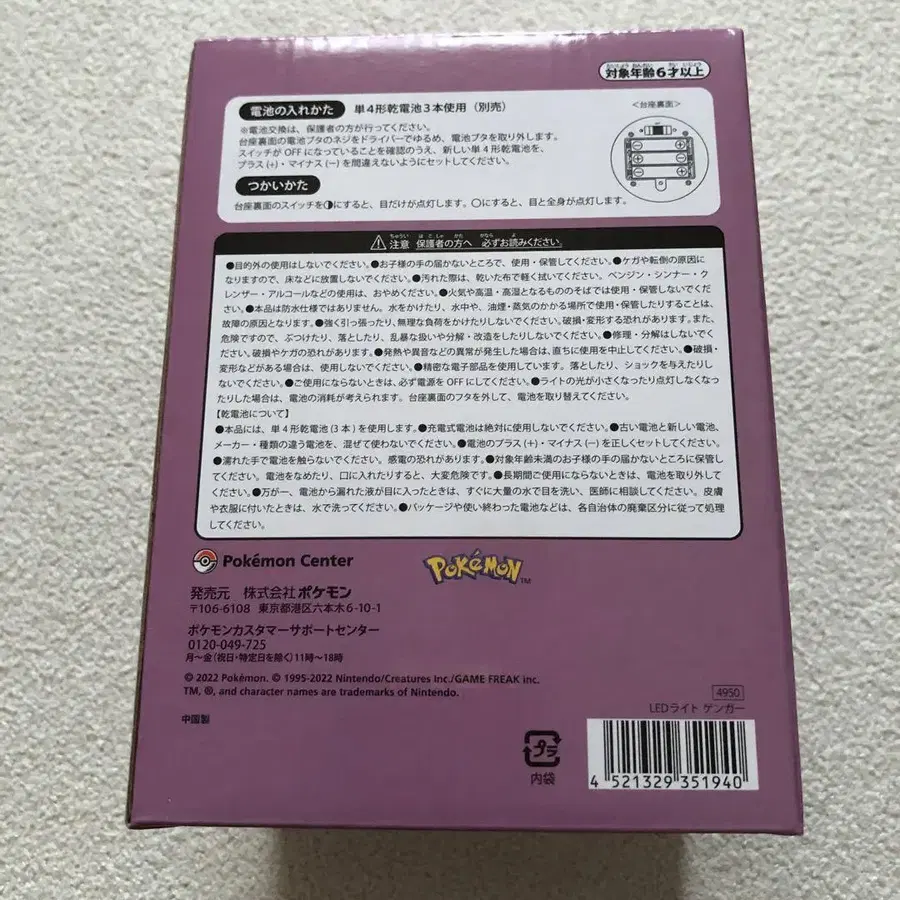 対象年齢6才以上
電池の入れかた 単4形乾電池3本使用(別売)
<台座裏面>
※電池交換は、保護者の方が行ってください。
台座裏面の電池ブタのネジをドライバーでゆるめ、電池ブタを取り外します。
スイッチが OFF になっていることを確認のうえ、新しい単4形乾電池を、
プラス(+)・マイナス(−)を間違えないようにセットしてください。
つかいかた
台座裏面のスイッチを◑にすると、目だけが点灯します。〇にすると、目と全身が点灯します。
注意 保護者の方へ 必ずお読みください。
●目的外の使用はしないでください。●お子様の手の届かないところで、使用・保管してください。●ケガや転倒の原因に
なりますので、床などに放置しないでください。●汚れた際は、乾いた布で軽く拭いてください。ベンジン・シンナー・ク
レンザー・アルコールなどの使用は、おやめください。●火気や高温・高湿となるもののそばでは使用・保管しないでくださ
い。●本品は防水仕様ではありません。水をかけたり、水中や、油煙・蒸気のかかる場所で使用・保管したりすることは、
故障の原因となります。●強く引っ張ったり、無理な負荷をかけたりしないでください。破損・変形する恐れがあります。また、
危険ですので、ぶつけたり、落としたり、乱暴な扱いや分解・改造をしたりしないでください。●修理・分解はしないでく
ださい。破損やケガの恐れがあります。●発熱や異音などの異常が発生した場合は、直ちに使用を中止してください。●破損・
変形などがある場合は、使用しないでください。●精密な電子部品を使用しています。落としたり、ショックを与えたりし
ないでください。●ご使用にならないときは、必ず電源を OFF にしてください。●ライトの光が小さくなったり点灯しなくなっ
たりした場合は、電池の消耗が考えられます。台座裏面のフタを外して、電池を取り替えてください。
【乾電池について】
●本品には、単4形乾電池(3本)を使用します。●充電式電池は絶対に使用しないでください。●古い電池と新しい電池、
メーカー・種類の違う電池を、混ぜて使わないでください。●電池のプラス(+)・マイナス(−)を正しくセットしてください。
●濡れた手で電池を触らないでください。感電の恐れがあります。●対象年齢未満のお子様の手の届かないところに保管し
てください。電池をなめたり、口に入れたりすると、大変危険です。●長期間ご使用にならないときは、電池を取り外し
てください。●万が一、電池から漏れた液が目に入ったときは、すぐに大量の水で目を洗い、医師に相談してください。皮膚
や衣服に付いたときは、水で洗ってください。●パッケージや使い終わった電池などは、各自治体の廃棄区分に従って処理
してください。
Pokémon Center
POKéMON TM
発売元 株式会社ポケモン
〒106-6108 東京都港区六本木6-10-1
ポケモンカスタマーサポートセンター
0120-049-725
月〜金(祝日・特定日を除く)11時〜18時
© 2022 Pokémon. © 1995-2022 Nintendo/Creatures Inc./GAME FREAK inc.
TM, ®, and character names are trademarks of Nintendo.
中国製
4950
LEDライト ゲンガー
プラ
内袋
4 521329 351940